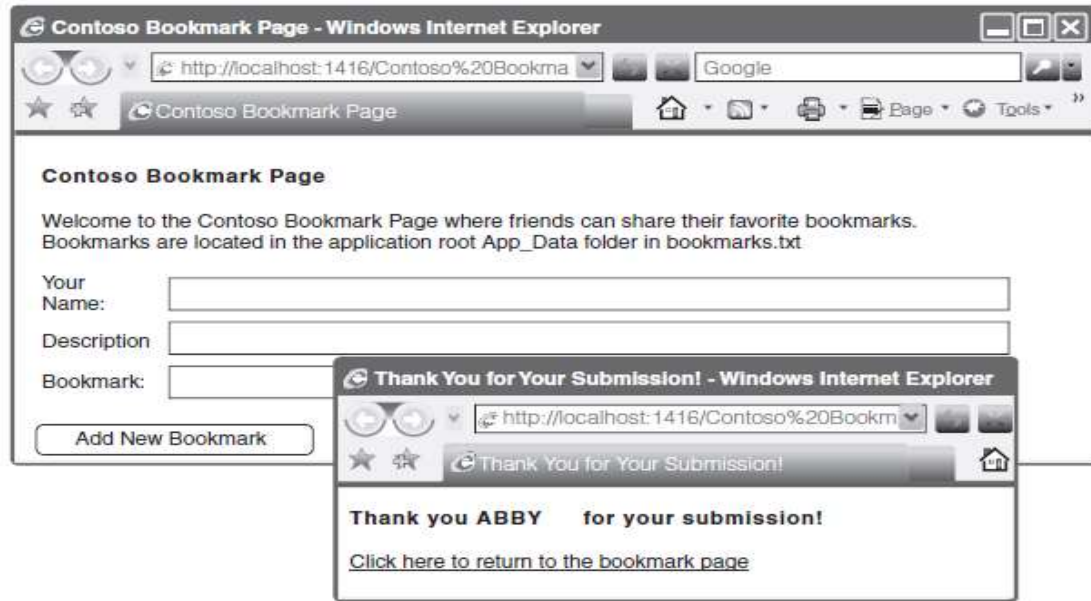 Contoso Bookmark Page - Windows Internet Explorer
http://localhost:1416/Contoso%20Bookma
Google
Contoso Bookmark Page
Page
Tools
Contoso Bookmark Page
Welcome to the Contoso Bookmark Page where friends can share their favorite bookmarks.
Bookmarks are located in the application root App_Data folder in bookmarks.txt
Your
Name:
Description
Bookmark:
Add New Bookmark
Thank You for Your Submission! - Windows Internet Explorer
http://localhost:1416/Contoso%20Bookm
Thank You for Your Submission!
Thank you ABBY for your submission!
Click here to return to the bookmark page